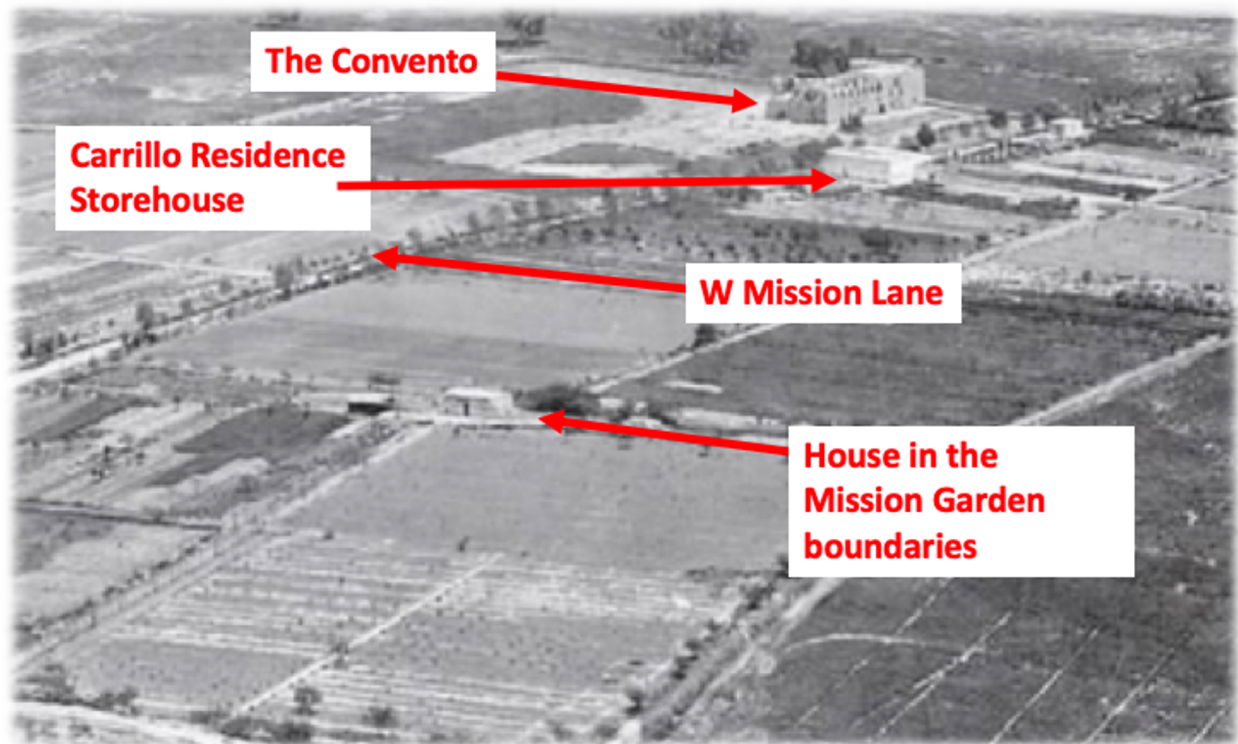 The Convento
Carrillo Residence
Storehouse
W Mission Lane
House in the
Mission Garden
boundaries